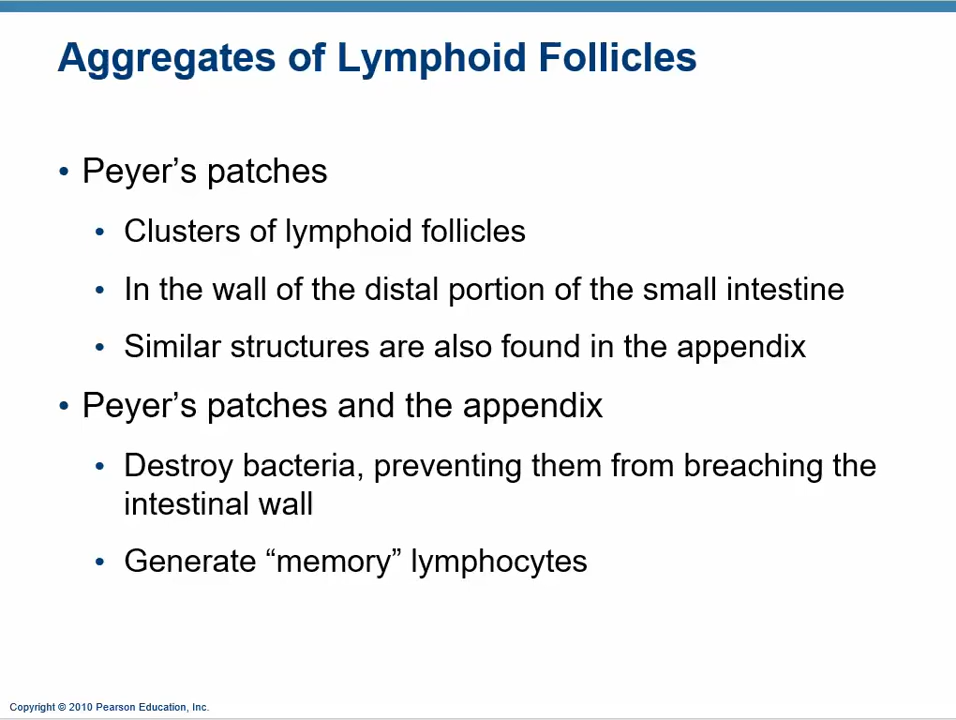 Aggregates of Lymphoid Follicles
• Peyer’s patches
• Clusters of lymphoid follicles
• In the wall of the distal portion of the small intestine
• Similar structures are also found in the appendix
• Peyer’s patches and the appendix
• Destroy bacteria, preventing them from breaching the
intestinal wall
• Generate “memory” lymphocytes
Copyright © 2010 Pearson Education, Inc.